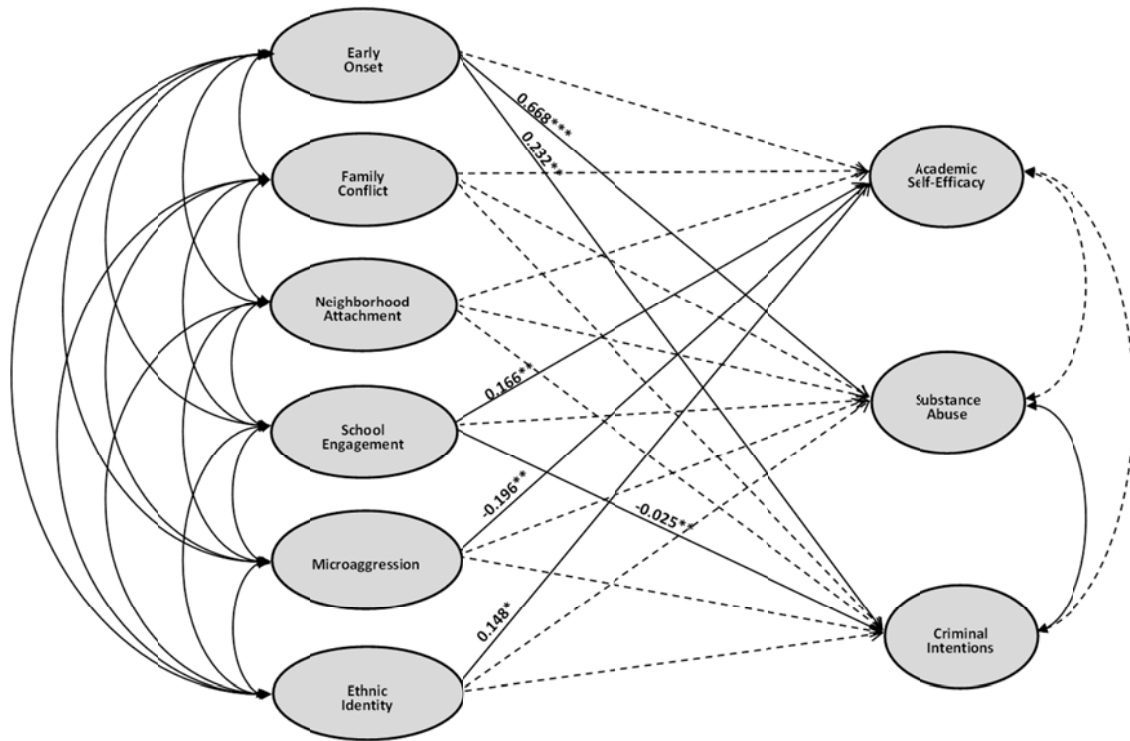 Early
Onset
0.668***
0.232**
Family
Conflict
Academic
Self-Efficacy
Neighborhood
Attachment
0.166**
School
Engagement
Substance
Abuse
-0.196**
-0.025**
Microaggression
0.148*
Criminal
Intentions
Ethnic
Identity